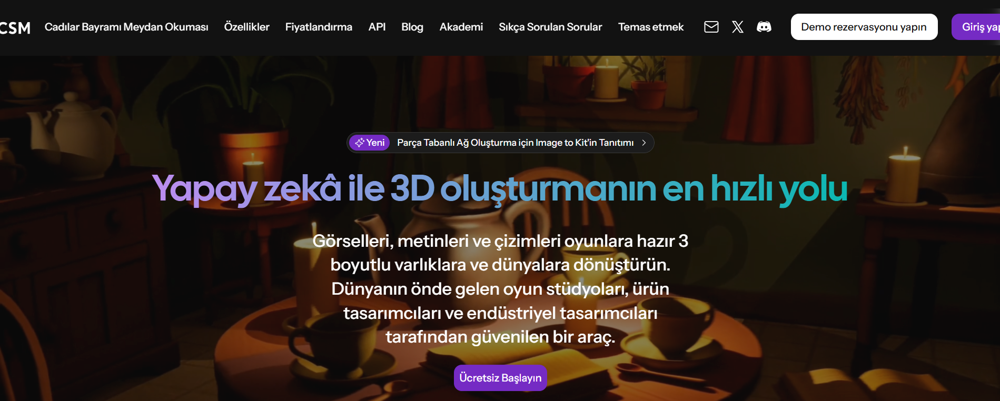 CSM
Cadılar Bayramı Meydan Okuması
Özellikler
Fiyatlandırma
API
Blog
Akademi
Sıkça Sorulan Sorular
Temas etmek
Demo rezervasyonu yapın
Giriş yap
Yeni
Parça Tabanlı Ağ Oluşturma için Image to Kit'in Tanıtımı
Yapay zekâ ile 3D oluşturmanın en hızlı yolu
Görselleri, metinleri ve çizimleri oyunlara hazır 3
boyutlu varlıklara ve dünyalara dönüştürün.
Dünyanın önde gelen oyun stüdyoları, ürün
tasarımcıları ve endüstriyel tasarımcıları
tarafından güvenilen bir araç.
Ücretsiz Başlayın